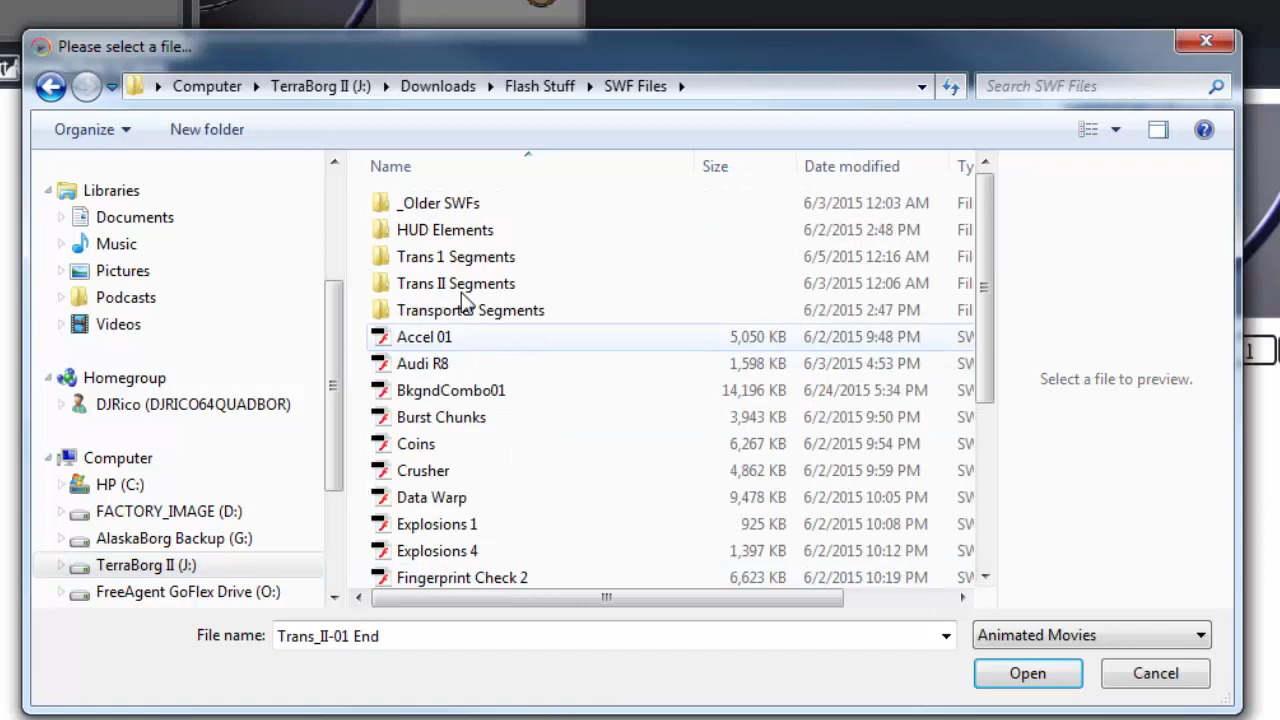 Please select a file...
Computer TerraBorg II (J:) Downloads Flash Stuff SWF Files Search SWF Files
Organize New folder
Name Size Date modified Ty
Libraries
Documents
Music
Pictures
Podcasts
Videos
Homegroup
DJRico (DJRICO64QUADBOR)
Computer
HP (C:)
FACTORY_IMAGE (D:)
AlaskaBorg Backup (G:)
TerraBorg II (J:)
FreeAgent GoFlex Drive (O:)
_Older SWFs 6/3/2015 12:03 AM Fil
HUD Elements 6/2/2015 2:48 PM Fil
Trans 1 Segments 6/5/2015 12:16 AM Fil
Trans II Segments 6/3/2015 12:06 AM Fil
Transporter Segments 6/2/2015 2:47 PM Fil
Accel 01 5,050 KB 6/2/2015 9:48 PM SW
Audi R8 1,598 KB 6/3/2015 4:53 PM SW
BkgndCombo01 14,196 KB 6/24/2015 5:34 PM SW
Burst Chunks 3,943 KB 6/2/2015 9:50 PM SW
Coins 6,267 KB 6/2/2015 9:54 PM SW
Crusher 4,862 KB 6/2/2015 9:59 PM SW
Data Warp 9,478 KB 6/2/2015 10:05 PM SW
Explosions 1 925 KB 6/2/2015 10:08 PM SW
Explosions 4 1,397 KB 6/2/2015 10:12 PM SW
Fingerprint Check 2 6,623 KB 6/2/2015 10:19 PM SW
Select a file to preview.
1
File name: Trans_II-01 End Animated Movies
Open Cancel